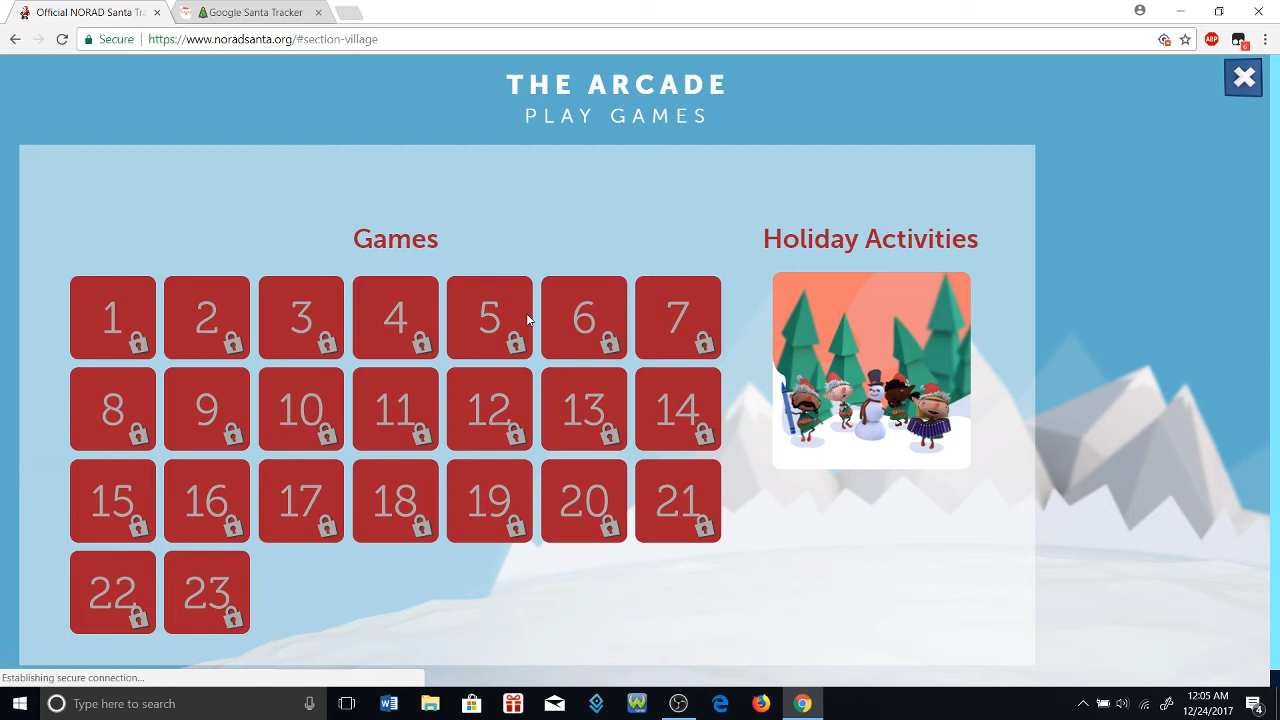 Official NORAD Santa Tr
Google Santa Tracker
Secure
https://www.noradsanta.org/#section-village
ABP
6
THE ARCADE
PLAY GAMES
Games
Holiday Activities
1 2 3 4 5 6 7
8 9 10 11 12 13 14
15 16 17 18 19 20 21
22 23
Establishing secure connection...
Type here to search
12:05 AM
12/24/2017
4